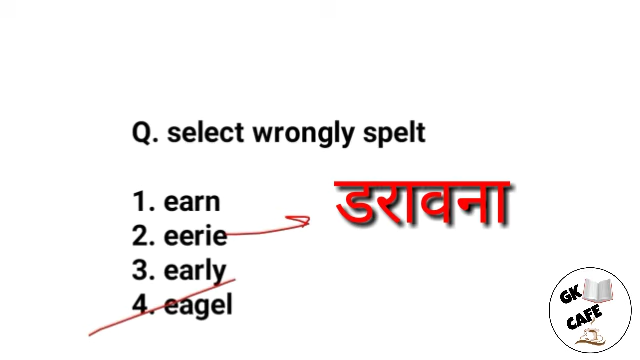 Q. select wrongly spelt
1. earn
2. eerie
डरावना
3. early
4. eagel
GK
CAFE